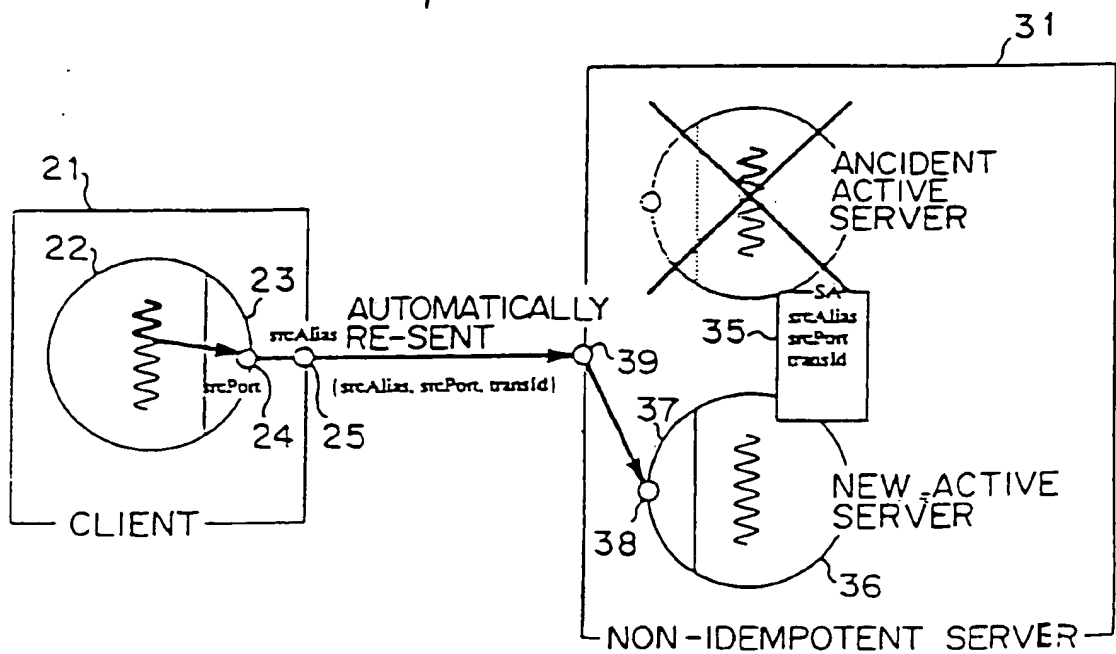 31
21
ANCIDENT
ACTIVE
SERVER
22
23
AUTOMATICALLY
RE-SENT
srcAlias
SA
srcAlias
srcPort
transId
35
39
srcPort
(srcAlias, srcPort, transId)
24
25
37
38
NEW-ACTIVE
SERVER
36
CLIENT
NON-IDEMPOTENT SERVER